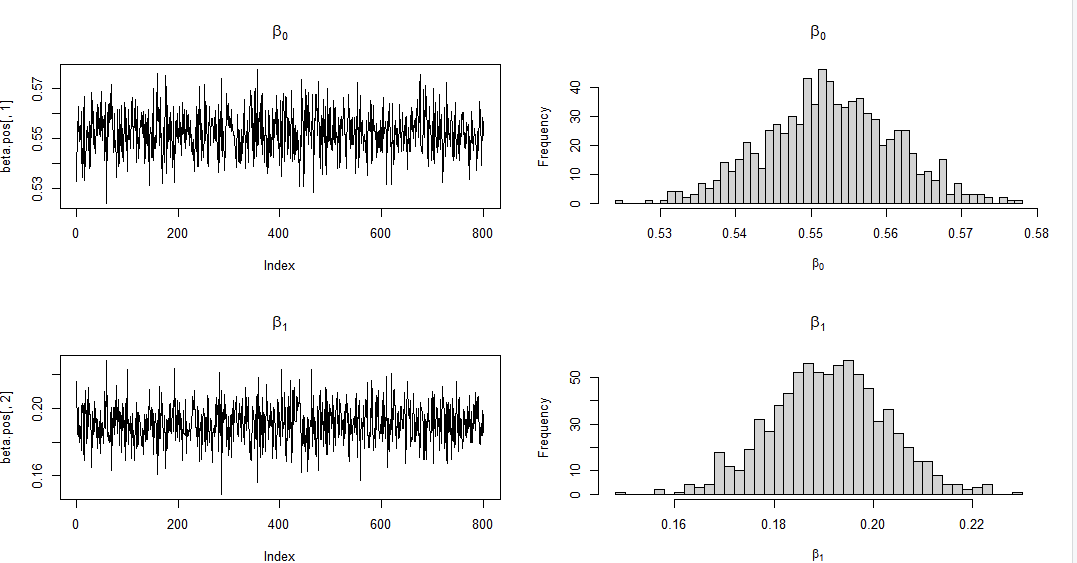 β0
beta.pos[, 1]
0.53 0.55 0.57
0 200 400 600 800
Index
β0
Frequency
0 10 20 30 40
0.53 0.54 0.55 0.56 0.57 0.58
β0
β1
beta.pos[, 2]
0.16 0.20
0 200 400 600 800
Index
β1
Frequency
0 10 30 50
0.16 0.18 0.20 0.22
β1